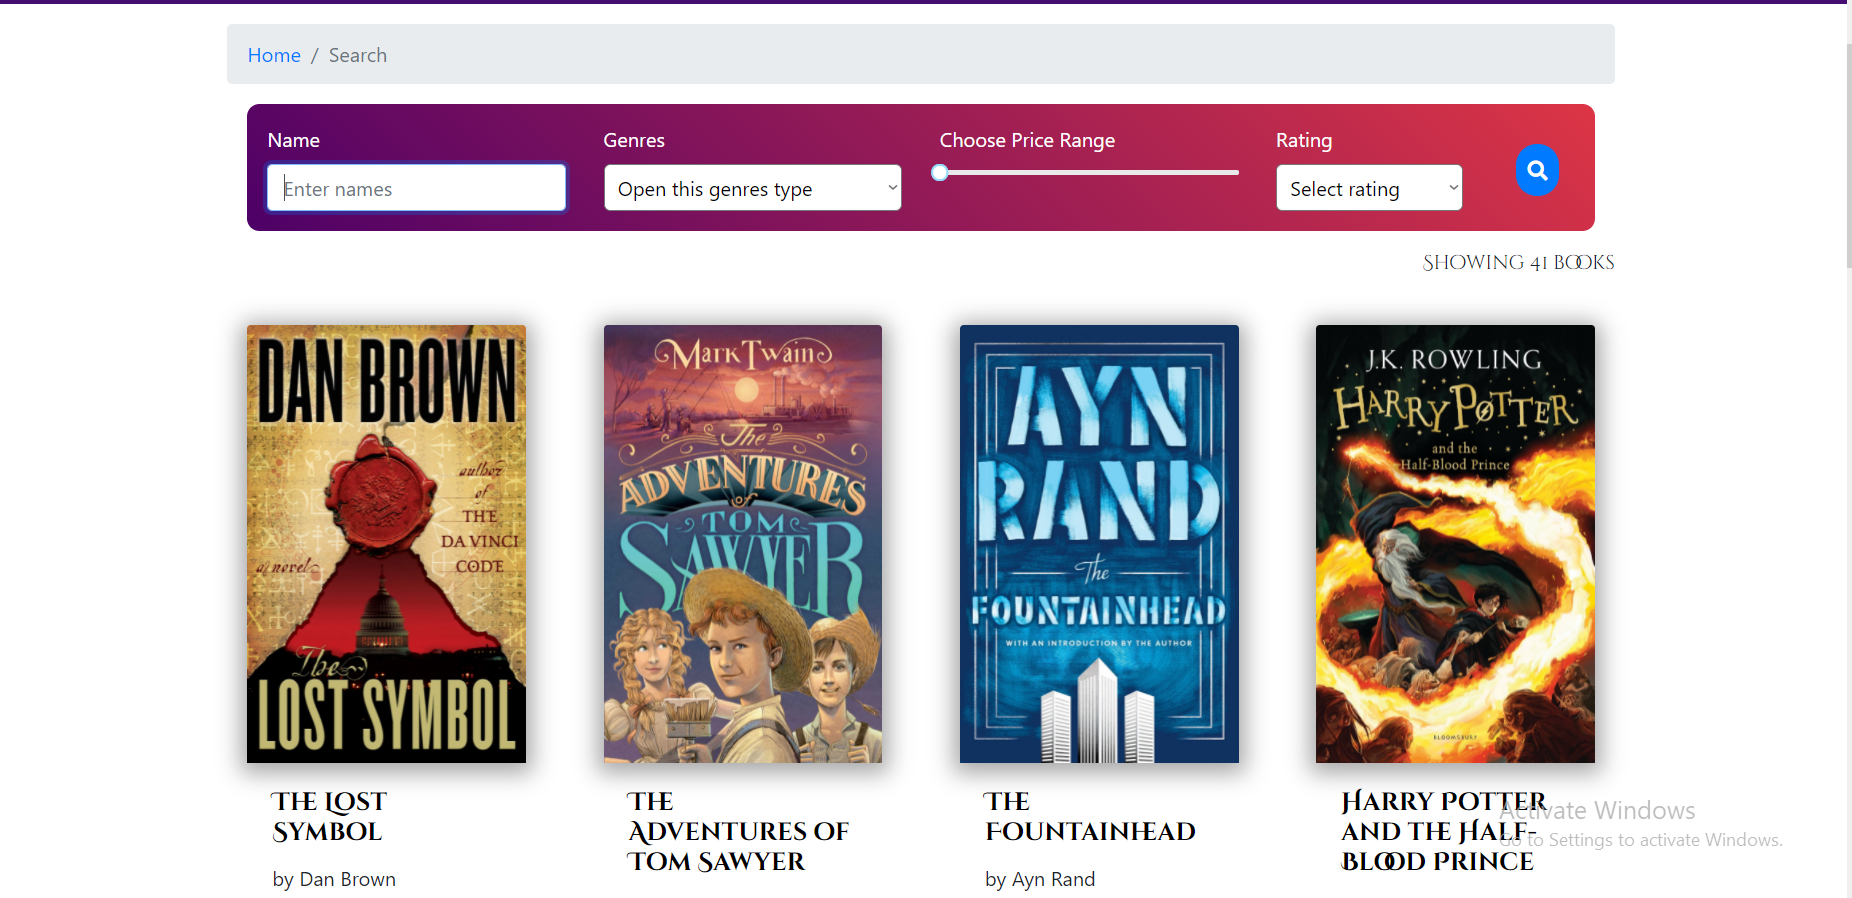 Home / Search
Name
Genres
Choose Price Range
Rating
Enter names
Open this genres type
Select rating
Showing 41 books
DAN BROWN
author
of
THE
DA VINCI
CODE
a novel
The
LOST SYMBOL
Mark Twain
The
ADVENTURES
of
TOM
SAWYER
AYN
RAND
The
FOUNTAINHEAD
WITH AN INTRODUCTION BY THE AUTHOR
J.K. ROWLING
HARRY POTTER
and the
Half-Blood Prince
BLOOMSBURY
The Lost
Symbol
by Dan Brown
The
Adventures of
Tom Sawyer
The
Fountainhead
by Ayn Rand
Harry Potter
and the Half-
Blood Prince
Activate Windows
Go to Settings to activate Windows.